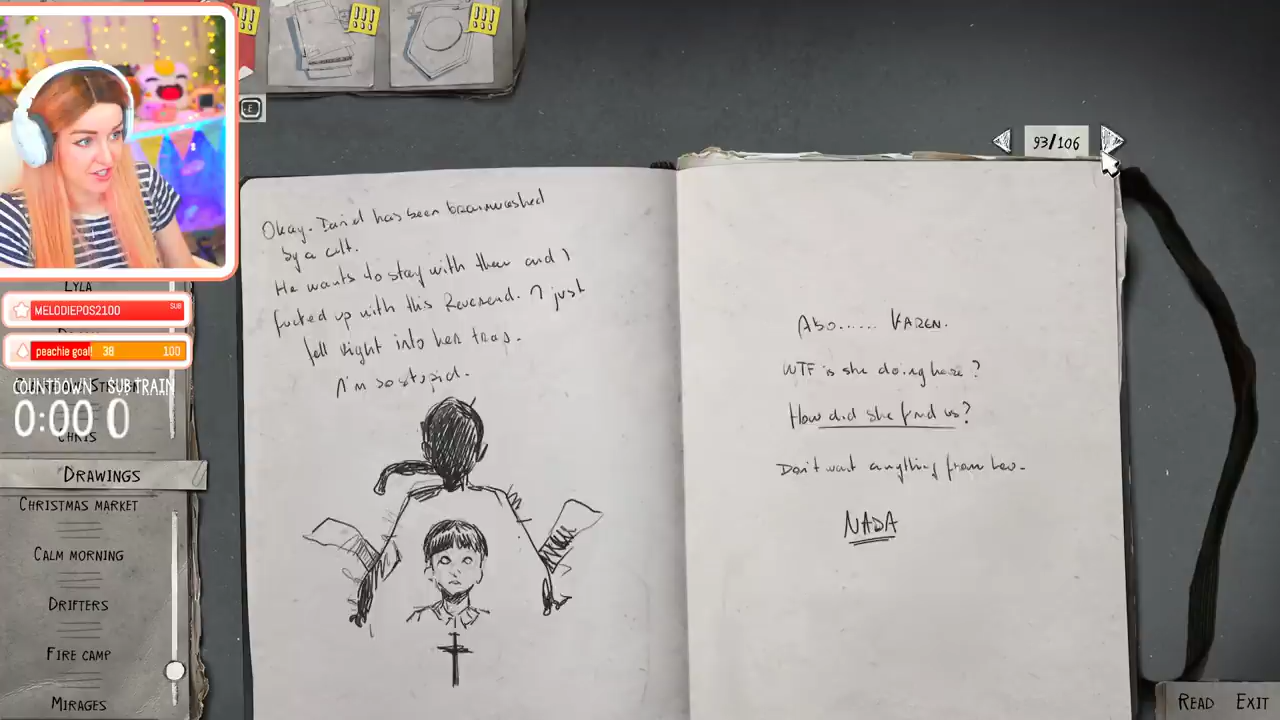 E
93/106
Okay. Daniel has been brainwashed
by a cult.
He wants to stay with them and I
fucked up with this Reverend. I just
fell right into her trap.
I'm so stupid.
Also...... KAREN.
WTF is she doing here?
How did she find us?
Don't want anything from her.
NADA
LYLA
MELODIEPOS2100
SUB
peachie goal!
38
100
COUNTDOWN SUB TRAIN
0:00 0
CHRIS
DRAWINGS
CHRISTMAS MARKET
CALM MORNING
DRIFTERS
FIRE CAMP
MIRAGES
READ
EXIT